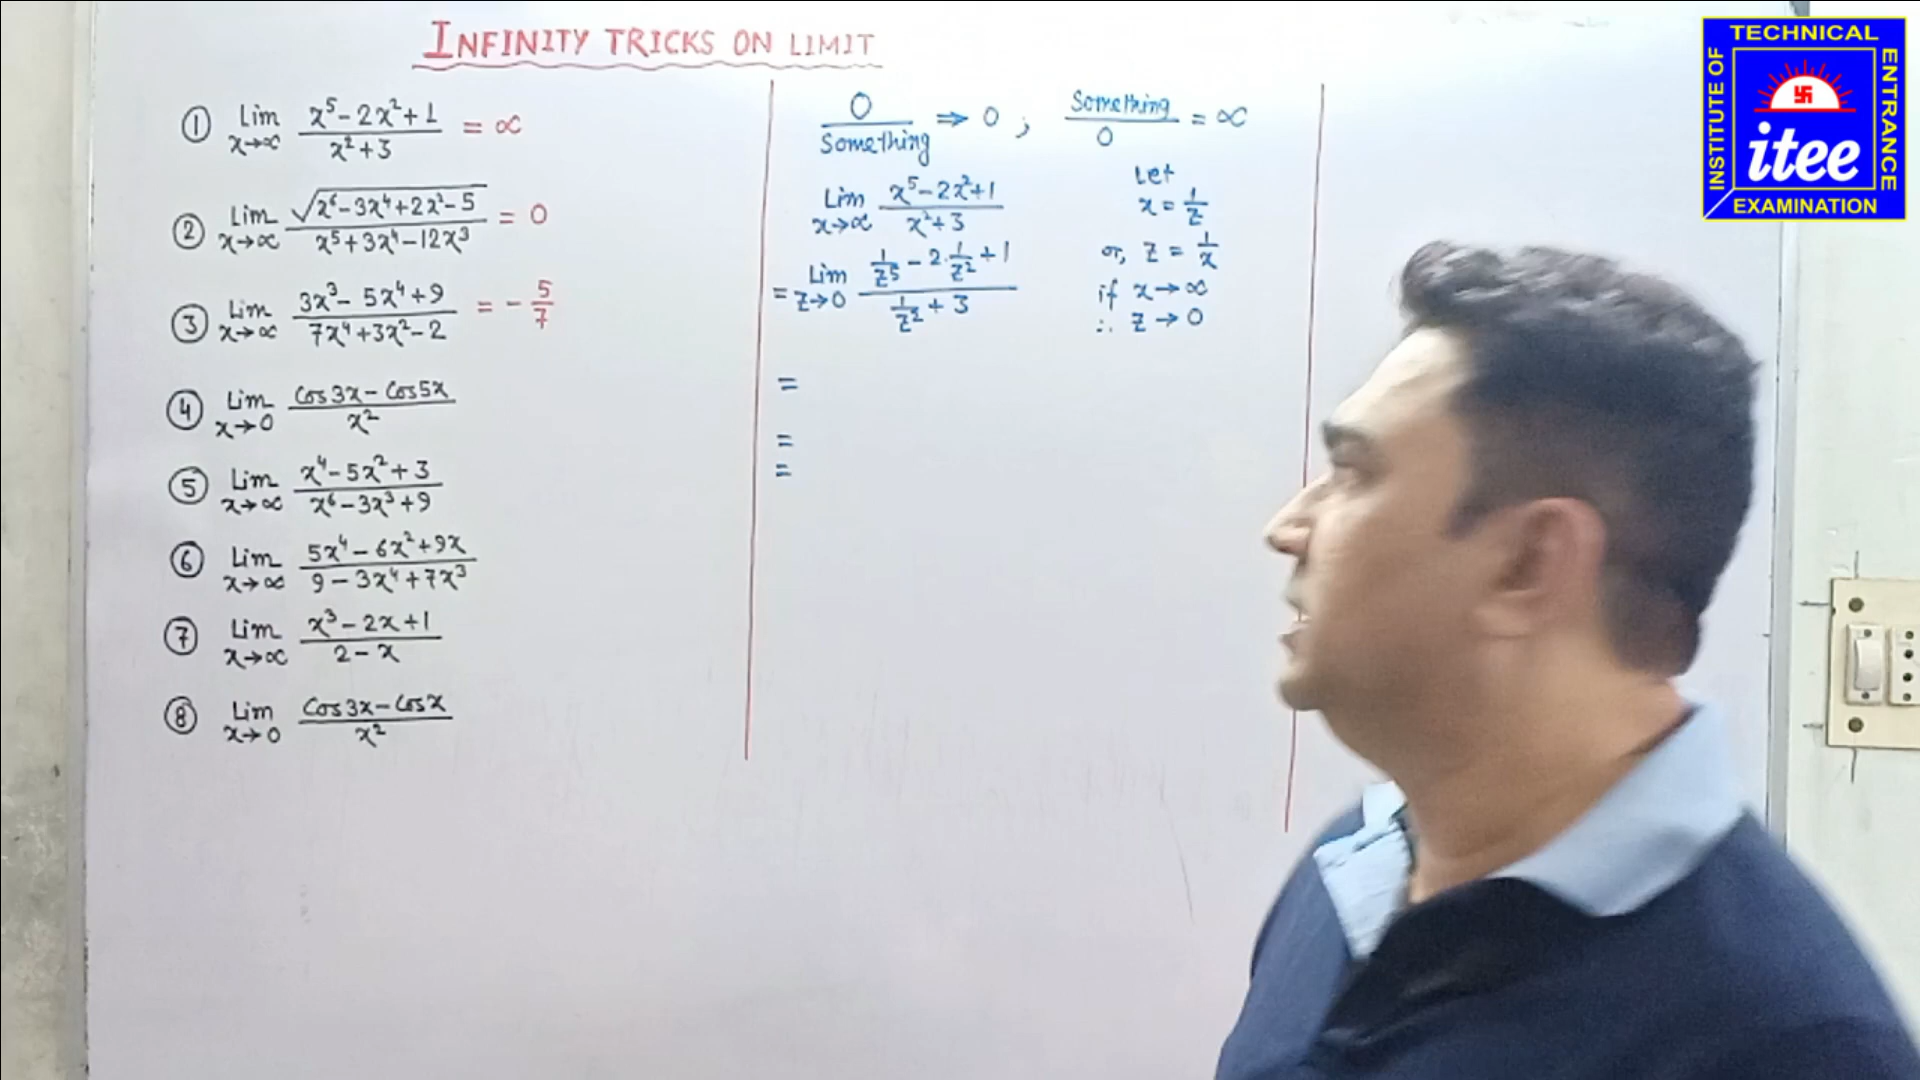 INFINITY TRICKS ON LIMIT
① Lim x→∞ (x⁵ - 2x² + 1)/(x² + 3) = ∞
② Lim x→∞ √(x⁶ - 3x⁴ + 2x² - 5)/(x⁵ + 3x⁴ - 12x³) = 0
③ Lim x→∞ (3x³ - 5x⁴ + 9)/(7x⁴ + 3x² - 2) = - 5/7
④ Lim x→0 (Cos3x - Cos5x)/x²
⑤ Lim x→∞ (x⁴ - 5x² + 3)/(x⁶ - 3x³ + 9)
⑥ Lim x→∞ (5x⁴ - 6x² + 9x)/(9 - 3x⁴ + 7x³)
⑦ Lim x→∞ (x³ - 2x + 1)/(2 - x)
⑧ Lim x→0 (Cos3x - Cosx)/x²
0/Something ⇒ 0 ; Something/0 = ∞
Lim x→∞ (x⁵ - 2x² + 1)/(x² + 3)
= Lim z→0 (1/z⁵ - 2·1/z² + 1)/(1/z² + 3)
=
=
=
Let
x = 1/z
or, z = 1/x
if x→∞
∴ z→0
TECHNICAL
INSTITUTE OF
ENTRANCE
itee
EXAMINATION